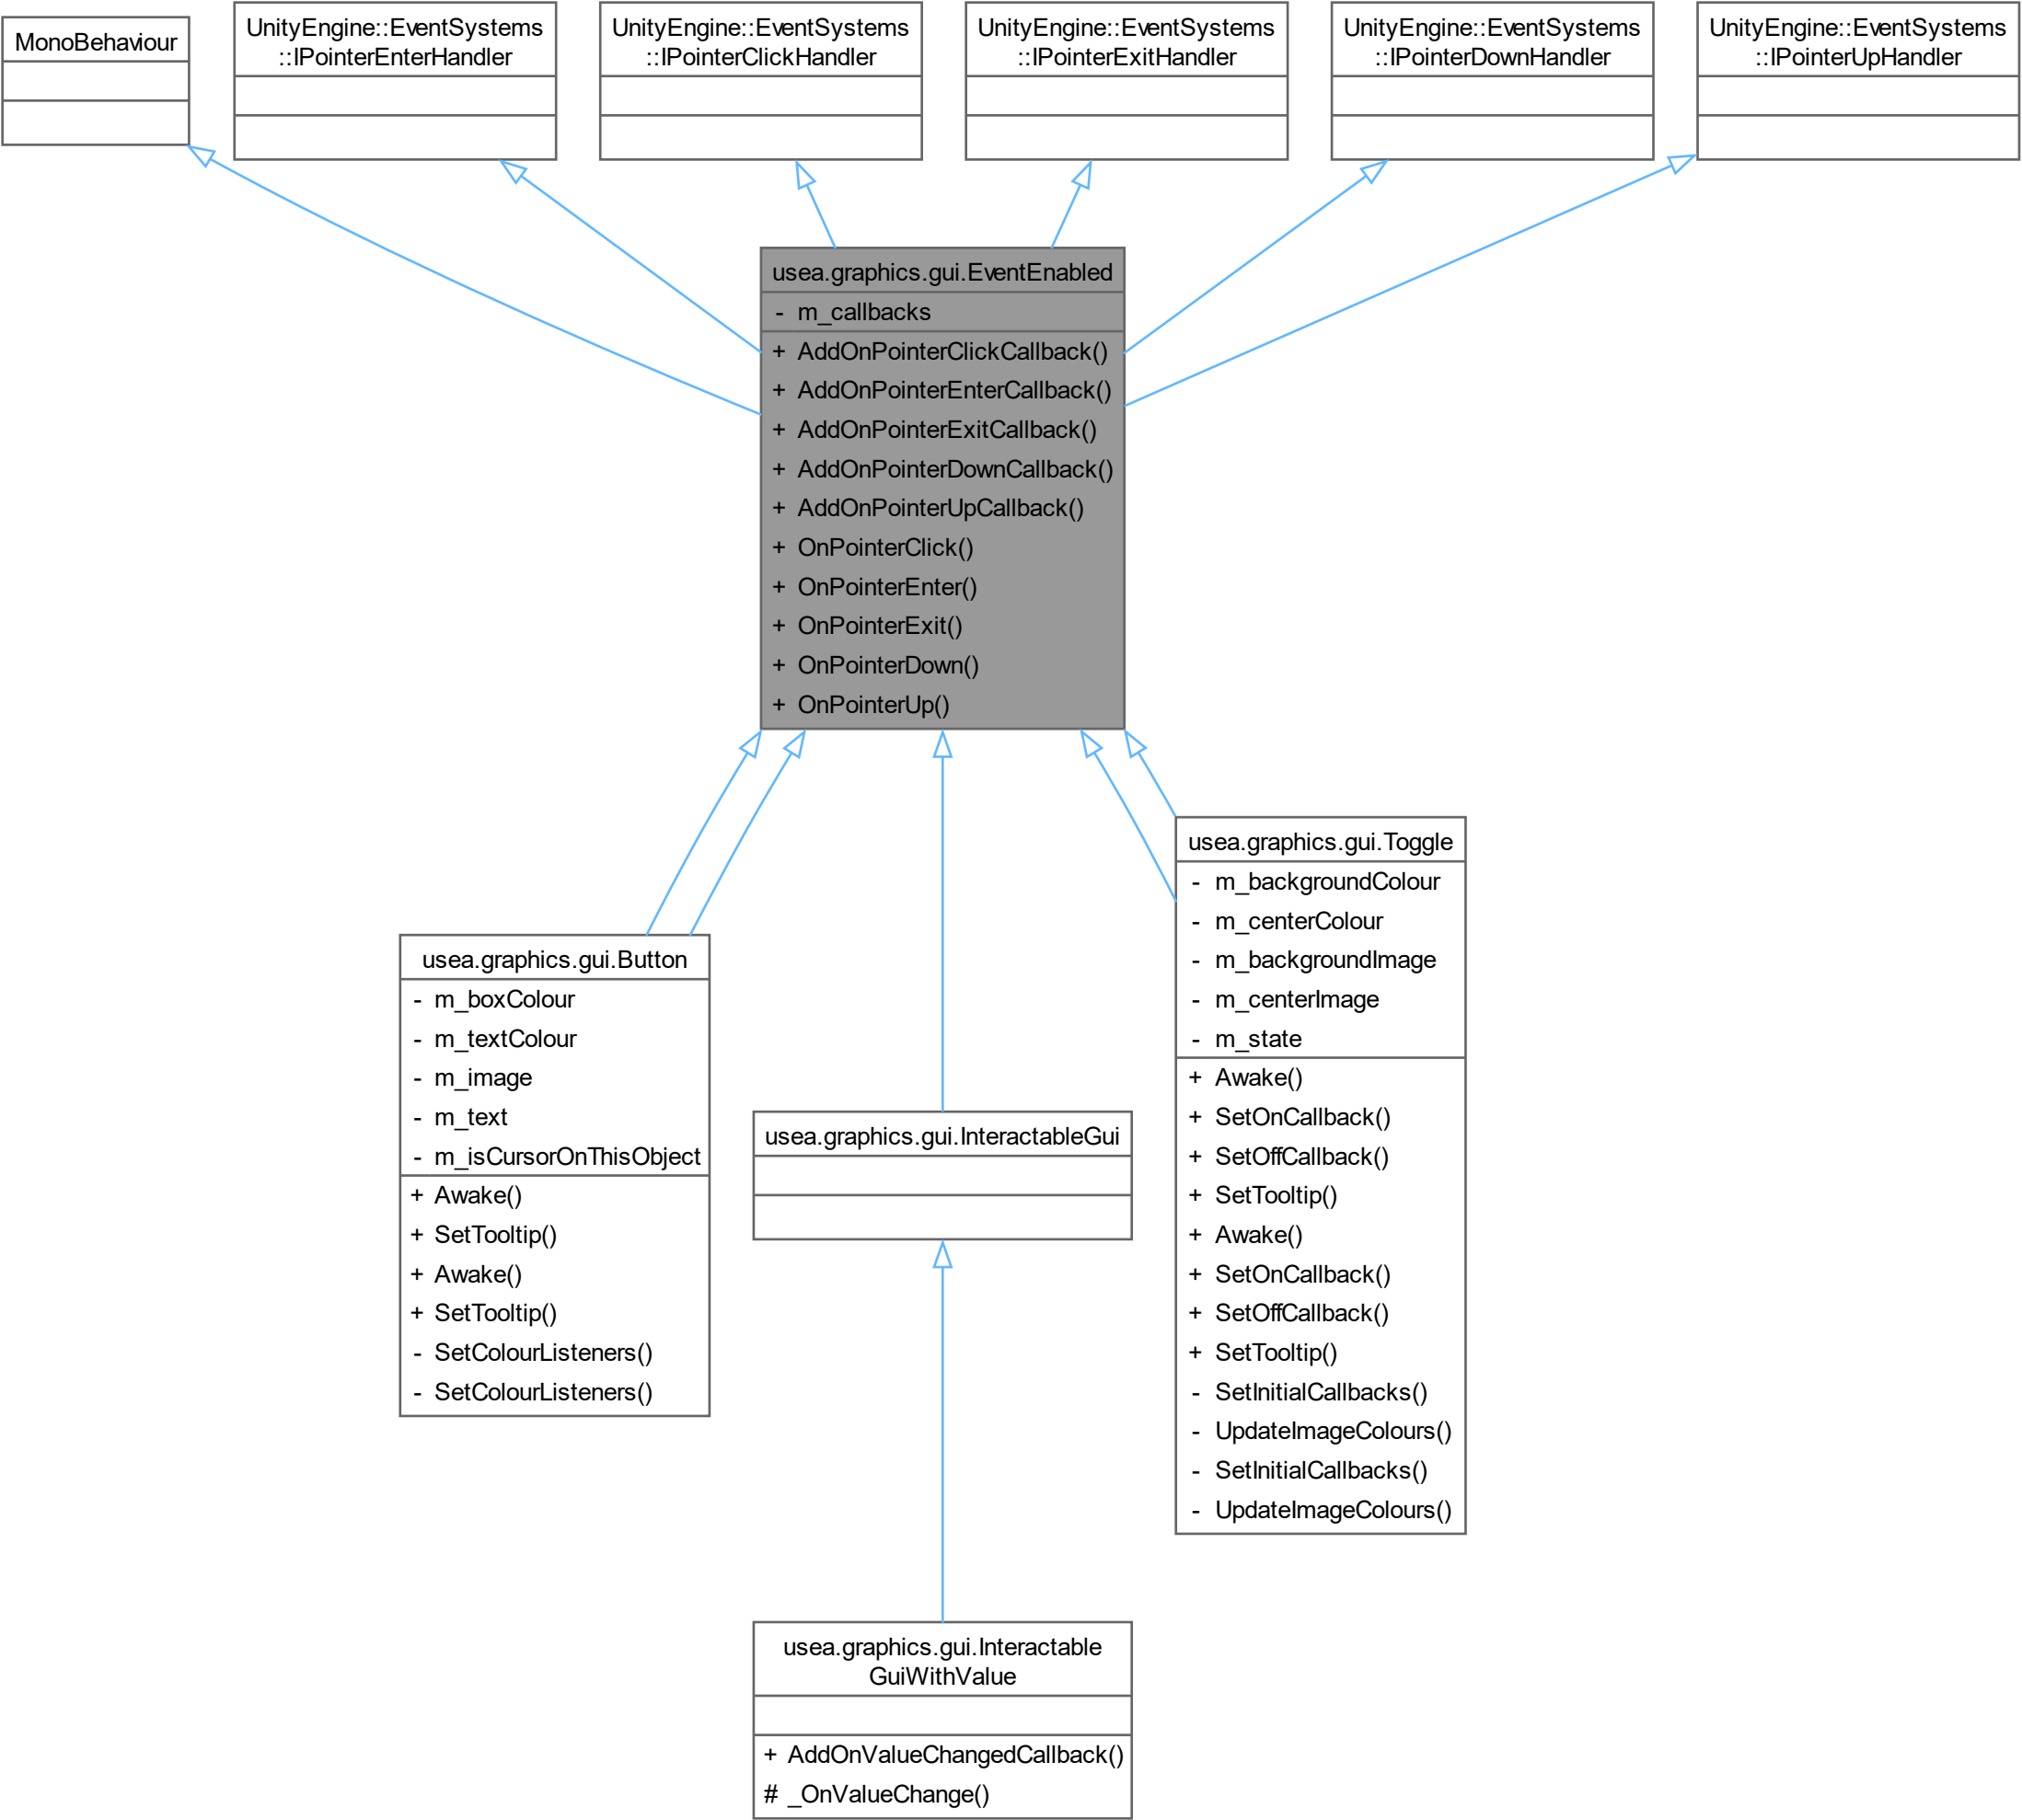 MonoBehaviour
UnityEngine::EventSystems
::IPointerEnterHandler
UnityEngine::EventSystems
::IPointerClickHandler
UnityEngine::EventSystems
::IPointerExitHandler
UnityEngine::EventSystems
::IPointerDownHandler
UnityEngine::EventSystems
::IPointerUpHandler
usea.graphics.gui.EventEnabled
- m_callbacks
+ AddOnPointerClickCallback()
+ AddOnPointerEnterCallback()
+ AddOnPointerExitCallback()
+ AddOnPointerDownCallback()
+ AddOnPointerUpCallback()
+ OnPointerClick()
+ OnPointerEnter()
+ OnPointerExit()
+ OnPointerDown()
+ OnPointerUp()
usea.graphics.gui.Button
- m_boxColour
- m_textColour
- m_image
- m_text
- m_isCursorOnThisObject
+ Awake()
+ SetTooltip()
+ Awake()
+ SetTooltip()
- SetColourListeners()
- SetColourListeners()
usea.graphics.gui.InteractableGui
usea.graphics.gui.Toggle
- m_backgroundColour
- m_centerColour
- m_backgroundImage
- m_centerImage
- m_state
+ Awake()
+ SetOnCallback()
+ SetOffCallback()
+ SetTooltip()
+ Awake()
+ SetOnCallback()
+ SetOffCallback()
+ SetTooltip()
- SetInitialCallbacks()
- UpdateImageColours()
- SetInitialCallbacks()
- UpdateImageColours()
usea.graphics.gui.Interactable
GuiWithValue
+ AddOnValueChangedCallback()
# _OnValueChange()